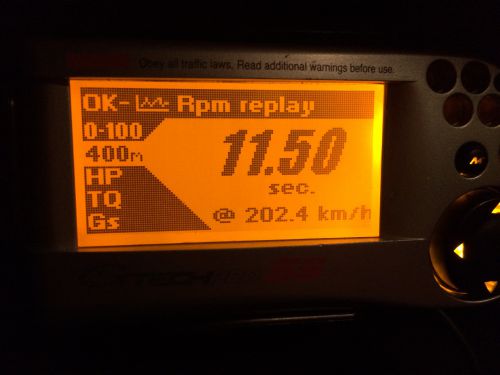 Obey all traffic laws. Read additional warnings before use.
OK- Rpm replay
0-100
400m
11.50
sec.
HP
TQ
@ 202.4 km/h
Gs